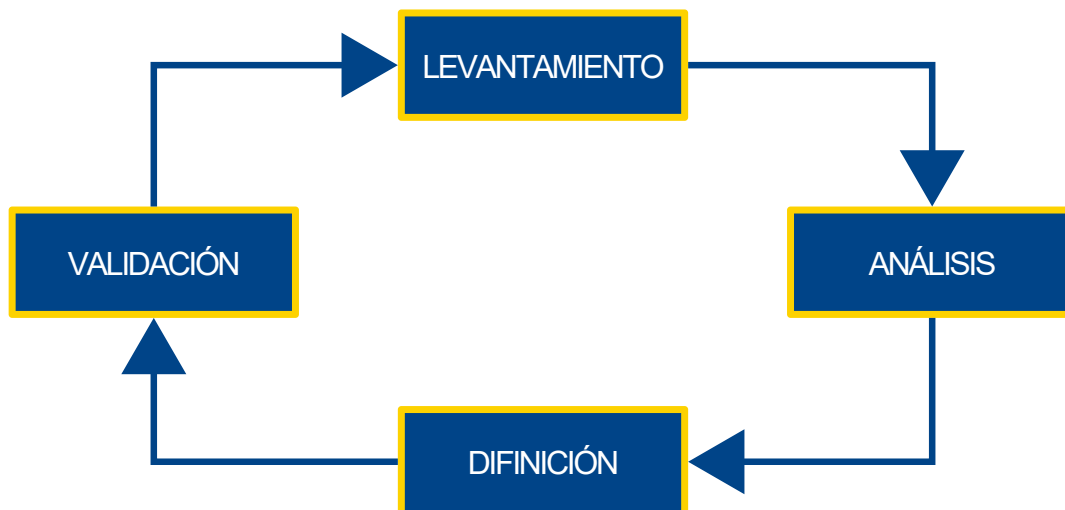 LEVANTAMIENTO
VALIDACIÓN
ANÁLISIS
DIFINICIÓN